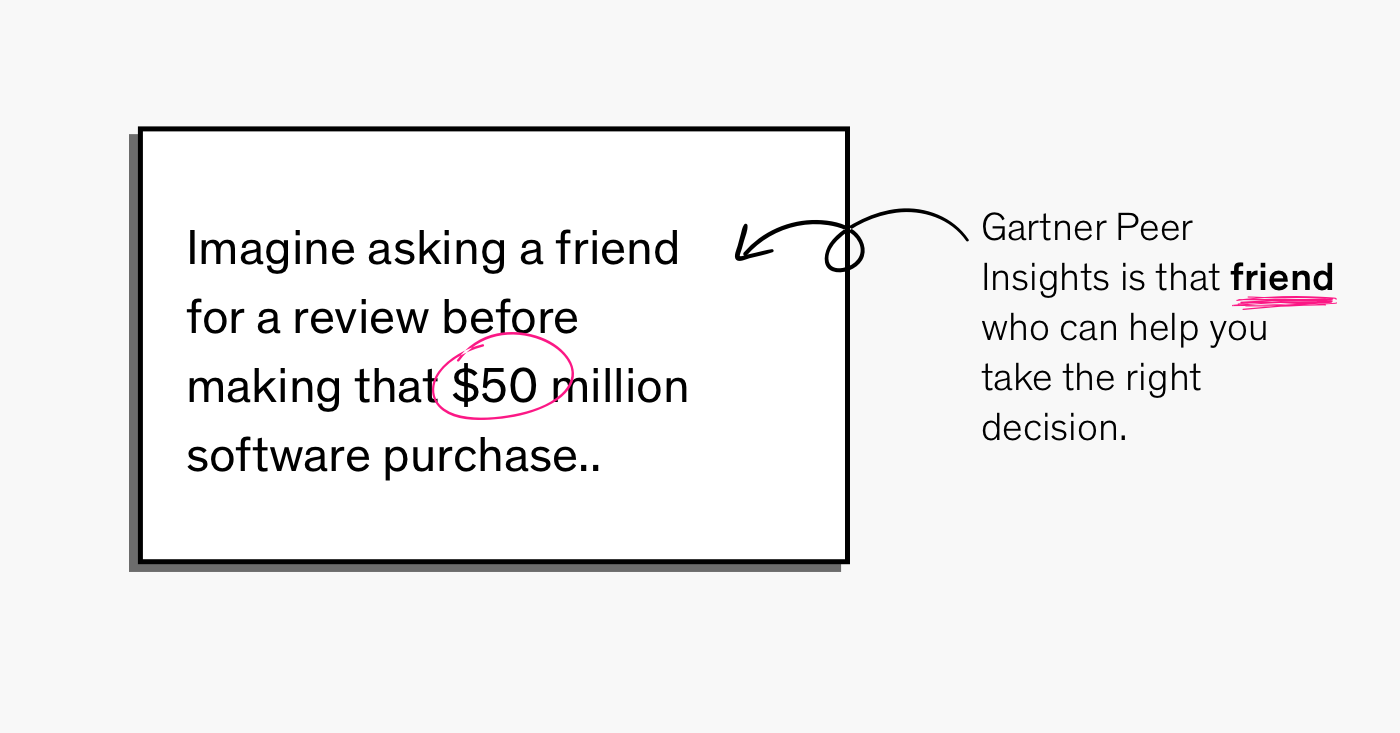 Imagine asking a friend
for a review before
making that $50 million
software purchase..
Gartner Peer
Insights is that friend
who can help you
take the right
decision.